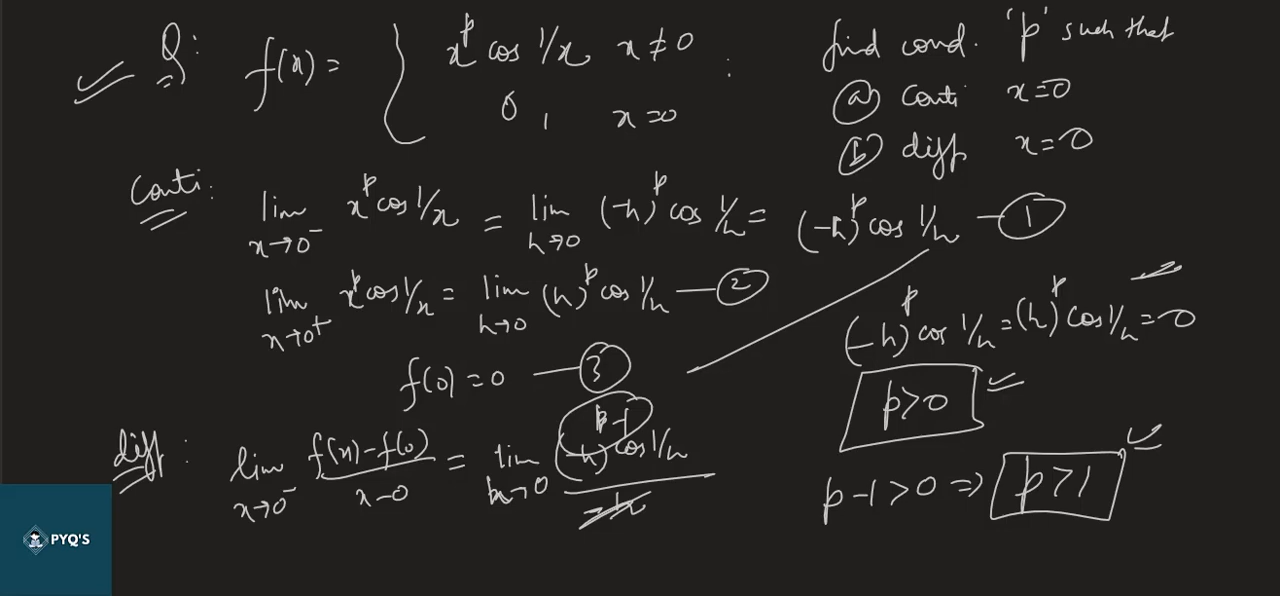 Q: f(x) = { x^p cos 1/x, x ≠ 0 ; 0, x = 0
find cond. 'p' such that
(a) Conti x=0
(b) diff x=0
Conti:
lim x→0⁻ x^p cos 1/x = lim h→0 (-h)^p cos 1/h = (-h)^p cos 1/h — ①
lim x→0⁺ x^p cos 1/x = lim h→0 (h)^p cos 1/h — ②
f(0) = 0 — ③
(-h)^p cos 1/h = (h)^p cos 1/h = 0
p>0
diff: lim x→0⁻ f(x)-f(0) / x-0 = lim h→0 (-h)^p-1 cos 1/h / -h
p-1>0 ⇒ p>1
PYQ'S